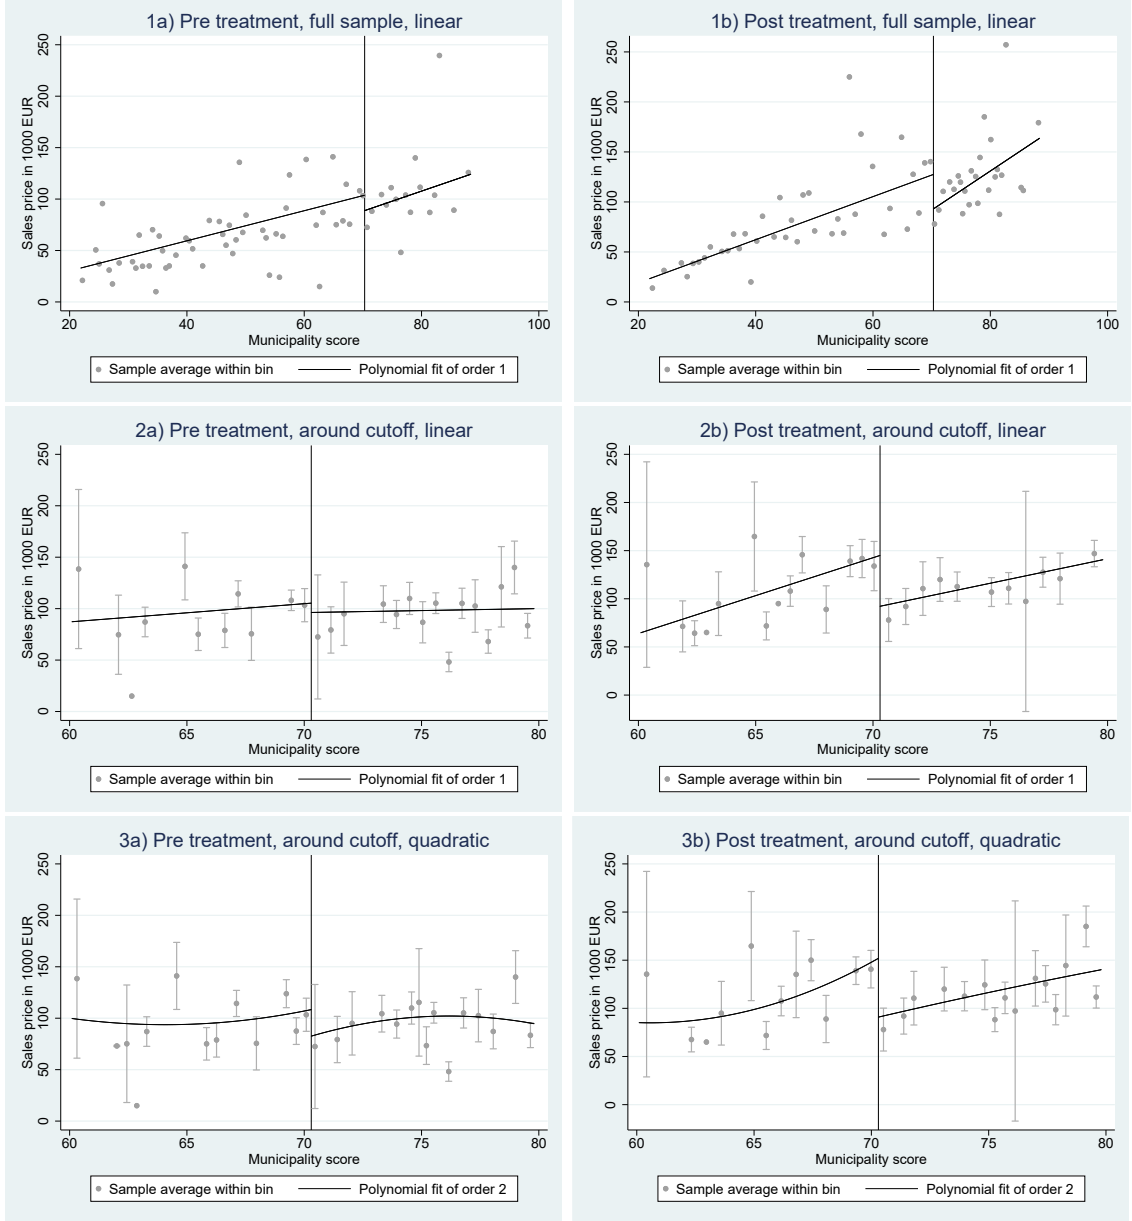 1a) Pre treatment, full sample, linear
Sales price in 1000 EUR
250
200
150
100
50
0
20 40 60 80 100
Municipality score
Sample average within bin Polynomial fit of order 1
1b) Post treatment, full sample, linear
Sales price in 1000 EUR
250
200
150
100
50
0
20 40 60 80 100
Municipality score
Sample average within bin Polynomial fit of order 1
2a) Pre treatment, around cutoff, linear
Sales price in 1000 EUR
250
200
150
100
50
0
60 65 70 75 80
Municipality score
Sample average within bin Polynomial fit of order 1
2b) Post treatment, around cutoff, linear
Sales price in 1000 EUR
250
200
150
100
50
0
60 65 70 75 80
Municipality score
Sample average within bin Polynomial fit of order 1
3a) Pre treatment, around cutoff, quadratic
Sales price in 1000 EUR
250
200
150
100
50
0
60 65 70 75 80
Municipality score
Sample average within bin Polynomial fit of order 2
3b) Post treatment, around cutoff, quadratic
Sales price in 1000 EUR
250
200
150
100
50
0
60 65 70 75 80
Municipality score
Sample average within bin Polynomial fit of order 2